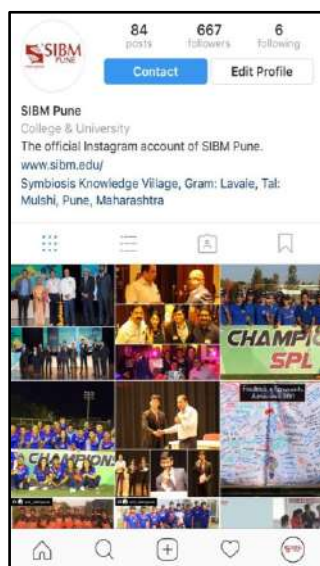 SIBM
PUNE
84 667 6
posts followers following
Contact Edit Profile
SIBM Pune
College & University
The official Instagram account of SIBM Pune.
www.sibm.edu/
Symbiosis Knowledge Village, Gram: Lavale, Tal:
Mulshi, Pune, Maharashtra
CHAMPI
SPL
CHAMPIONS